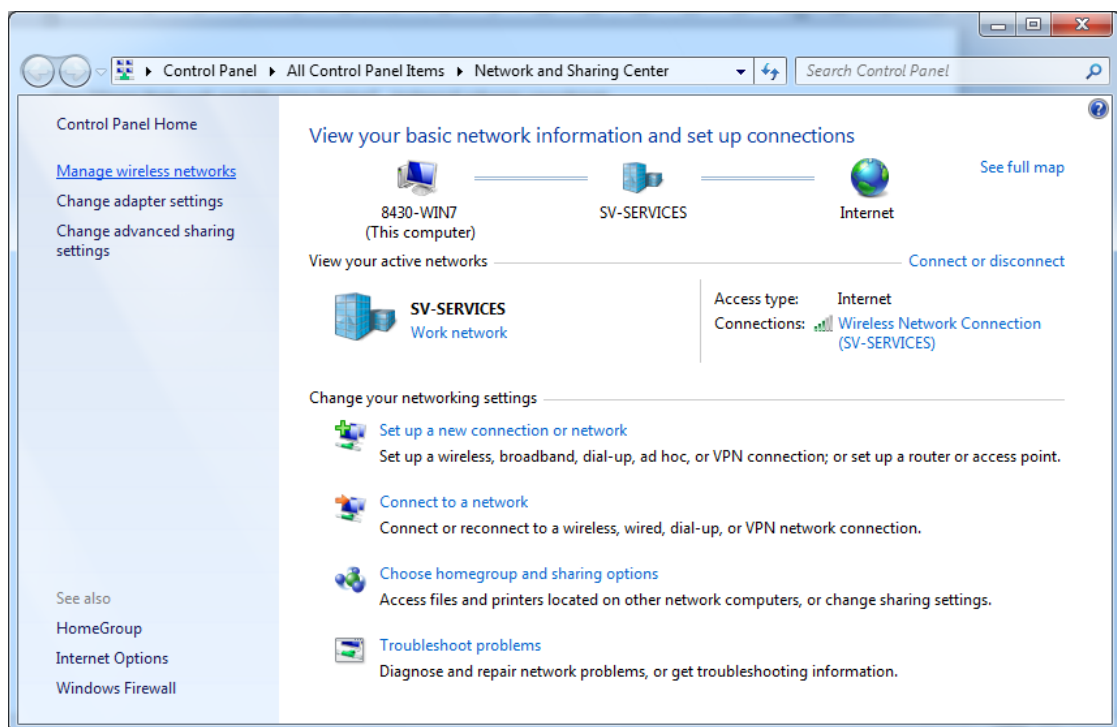 Control Panel ▸ All Control Panel Items ▸ Network and Sharing Center
Search Control Panel
Control Panel Home
Manage wireless networks
Change adapter settings
Change advanced sharing
settings
See also
HomeGroup
Internet Options
Windows Firewall
View your basic network information and set up connections
See full map
8430-WIN7
(This computer)
SV-SERVICES
Internet
View your active networks
Connect or disconnect
SV-SERVICES
Work network
Access type: Internet
Connections: Wireless Network Connection
(SV-SERVICES)
Change your networking settings
Set up a new connection or network
Set up a wireless, broadband, dial-up, ad hoc, or VPN connection; or set up a router or access point.
Connect to a network
Connect or reconnect to a wireless, wired, dial-up, or VPN network connection.
Choose homegroup and sharing options
Access files and printers located on other network computers, or change sharing settings.
Troubleshoot problems
Diagnose and repair network problems, or get troubleshooting information.